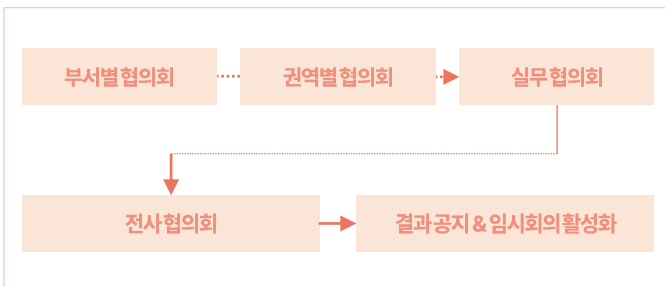 부서별 협의회
권역별 협의회
실무 협의회
전사 협의회
결과 공지 & 임시회의 활성화